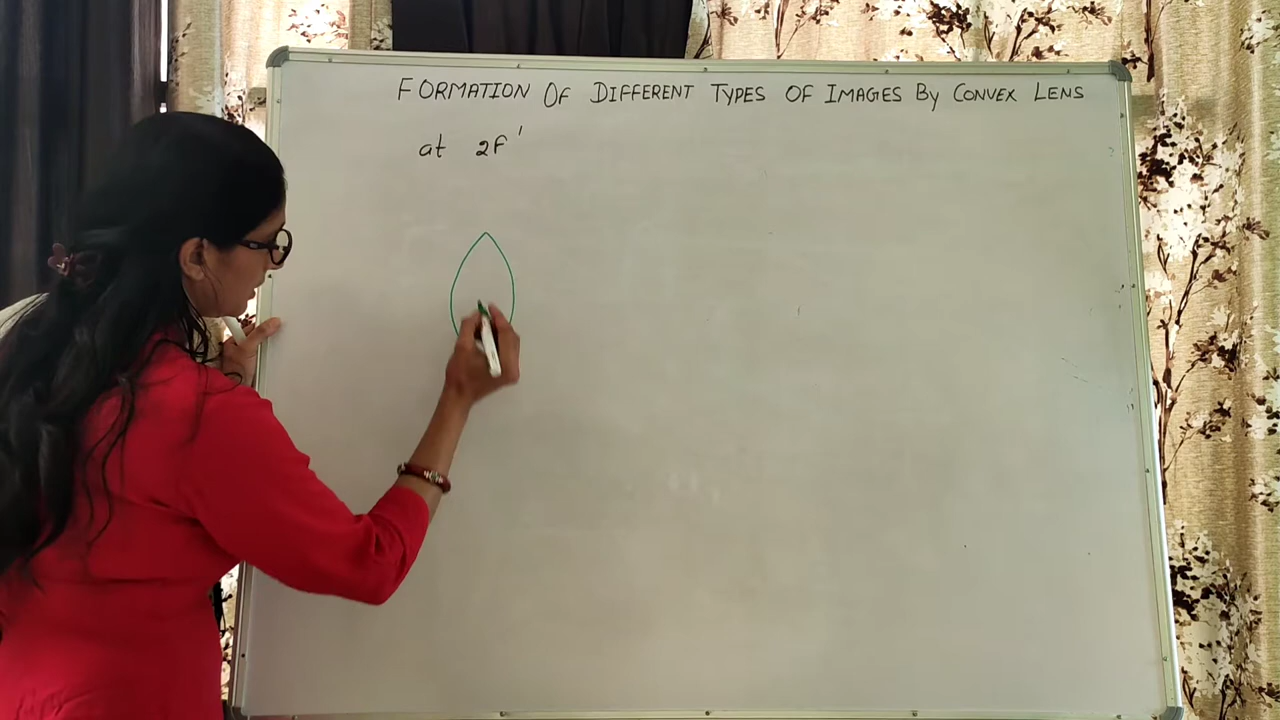 FORMATION OF DIFFERENT TYPES OF IMAGES BY CONVEX LENS
at 2F'